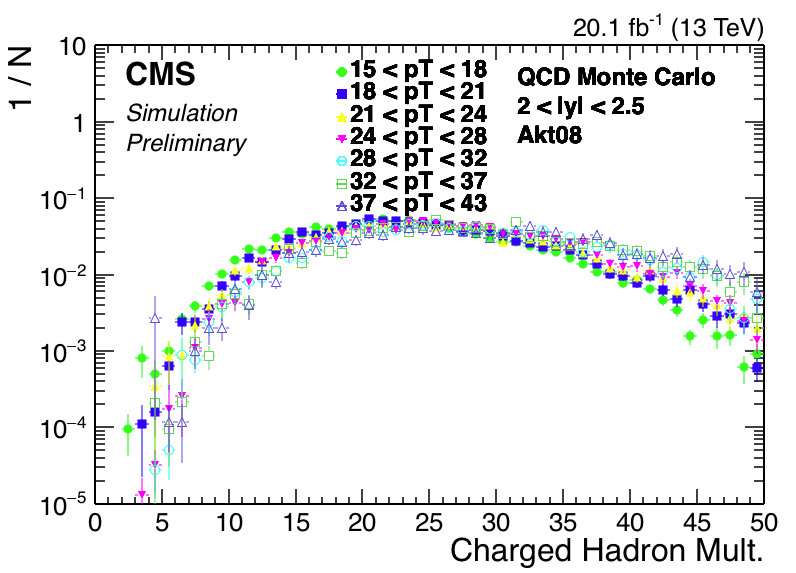 20.1 fb⁻¹ (13 TeV)
1 / N
10
1
10⁻¹
10⁻²
10⁻³
10⁻⁴
10⁻⁵
CMS
Simulation
Preliminary
15 < pT < 18
18 < pT < 21
21 < pT < 24
24 < pT < 28
28 < pT < 32
32 < pT < 37
37 < pT < 43
QCD Monte Carlo
2 < lyl < 2.5
Akt08
0 5 10 15 20 25 30 35 40 45 50
Charged Hadron Mult.